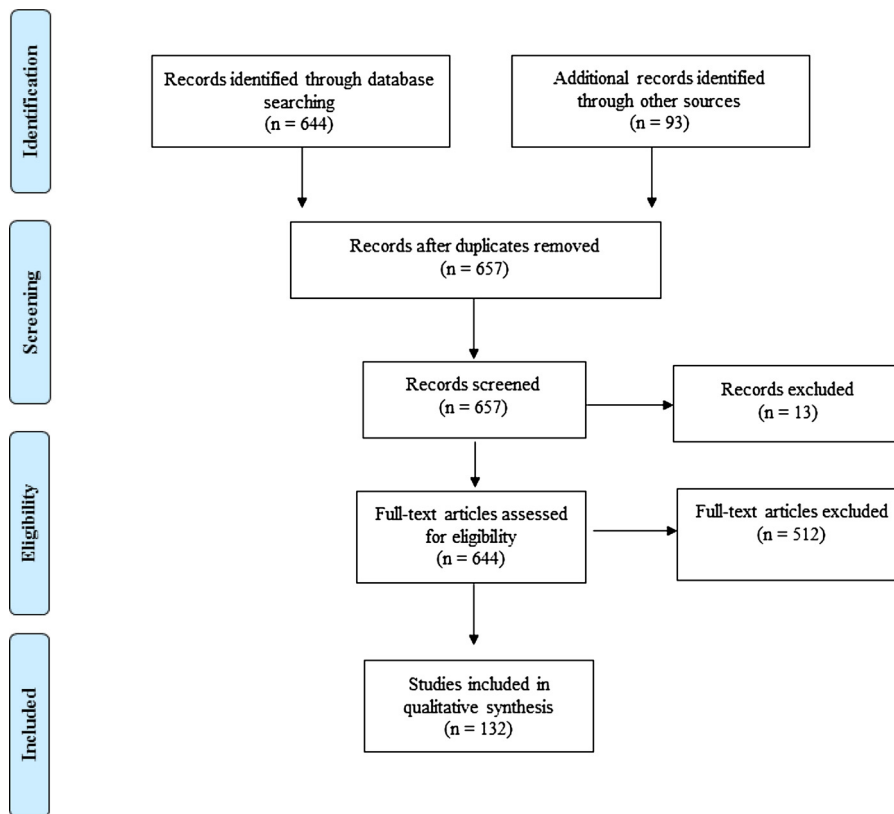 Identification
Records identified through database
searching
(n = 644)
Additional records identified
through other sources
(n = 93)
Screening
Records after duplicates removed
(n = 657)
Records screened
(n = 657)
Records excluded
(n = 13)
Eligibility
Full-text articles assessed
for eligibility
(n = 644)
Full-text articles excluded
(n = 512)
Included
Studies included in
qualitative synthesis
(n = 132)